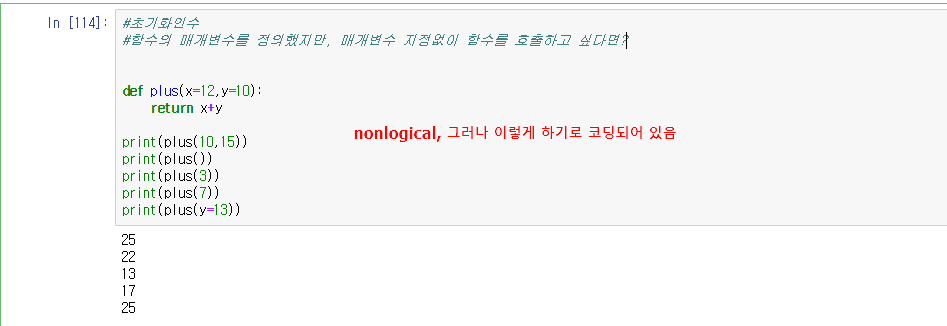 In [114]:
#초기화인수
#함수의 매개변수를 정의했지만, 매개변수 지정없이 함수를 호출하고 싶다면?
def plus(x=12,y=10):
return x+y
nonlogical, 그러나 이렇게 하기로 코딩되어 있음
print(plus(10,15))
print(plus())
print(plus(3))
print(plus(7))
print(plus(y=13))
25
22
13
17
25